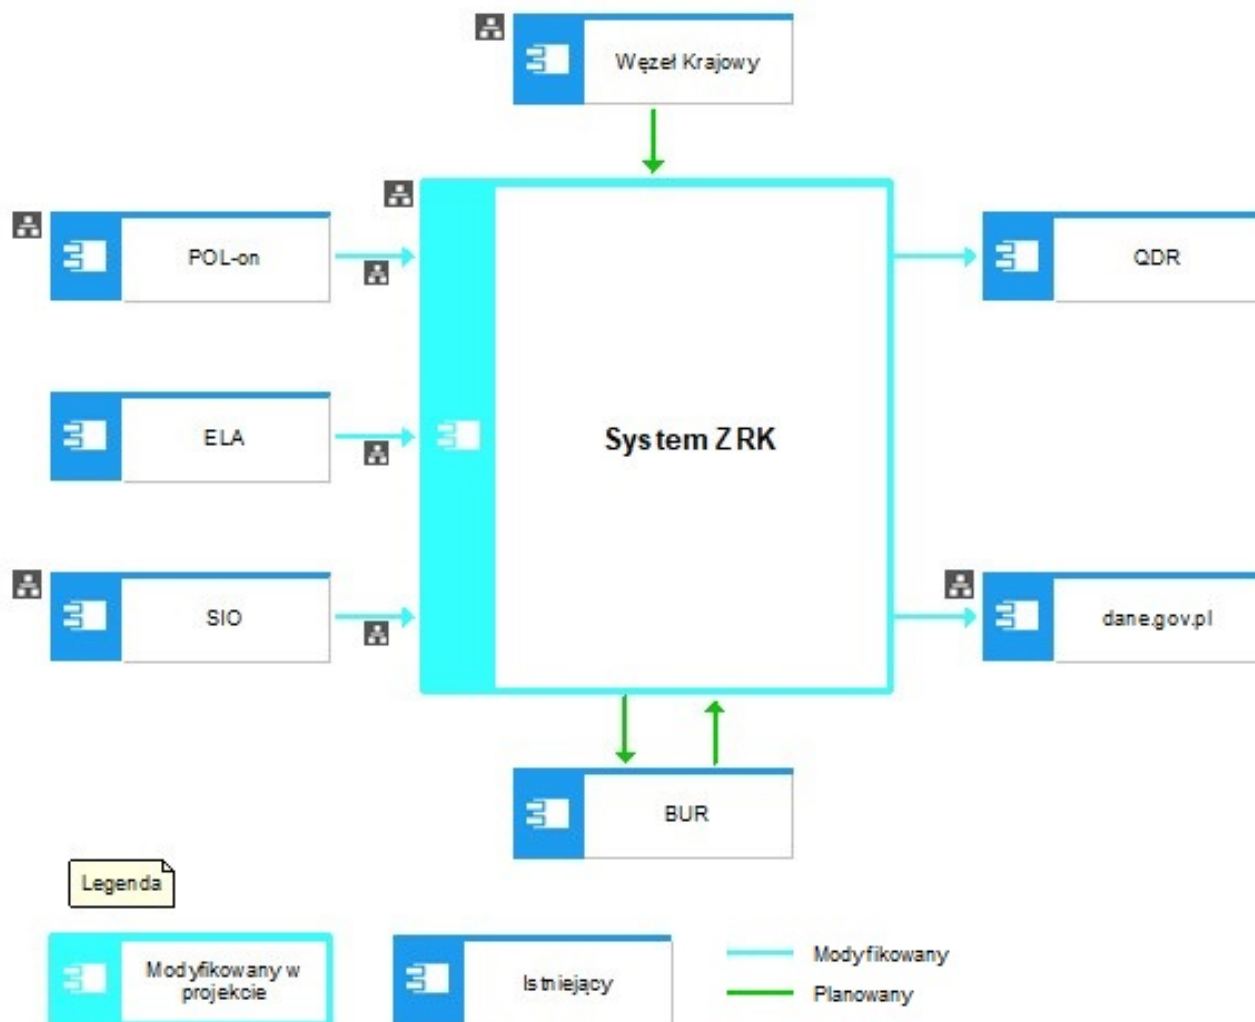 Węzeł Krajowy
POL-on
QDR
ELA
System ZRK
SIO
dane.gov.pl
BUR
Legenda
Modyfikowany w
projekcie
Istniejący
Modyfikowany
Planowany